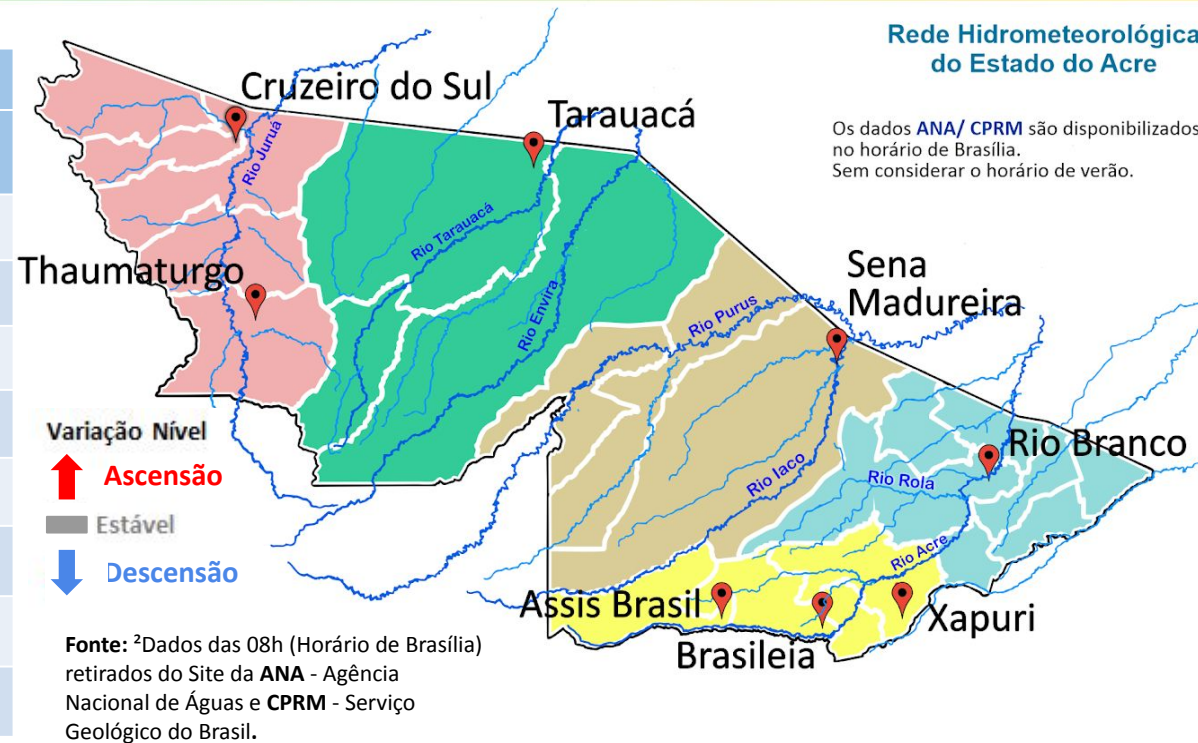 Rede Hidrometeorológica
do Estado do Acre
Os dados ANA/ CPRM são disponibilizados
no horário de Brasília.
Sem considerar o horário de verão.
Cruzeiro do Sul
Tarauacá
Rio Juruá
Rio Tarauacá
Thaumaturgo
Rio Envira
Sena
Madureira
Rio Purus
Variação Nível
Ascensão
Estável
Descensão
Rio Branco
Rio Iaco
Rio Rola
Rio Acre
Assis Brasil
Xapuri
Brasileia
Fonte: ²Dados das 08h (Horário de Brasília)
retirados do Site da ANA - Agência
Nacional de Águas e CPRM - Serviço
Geológico do Brasil.